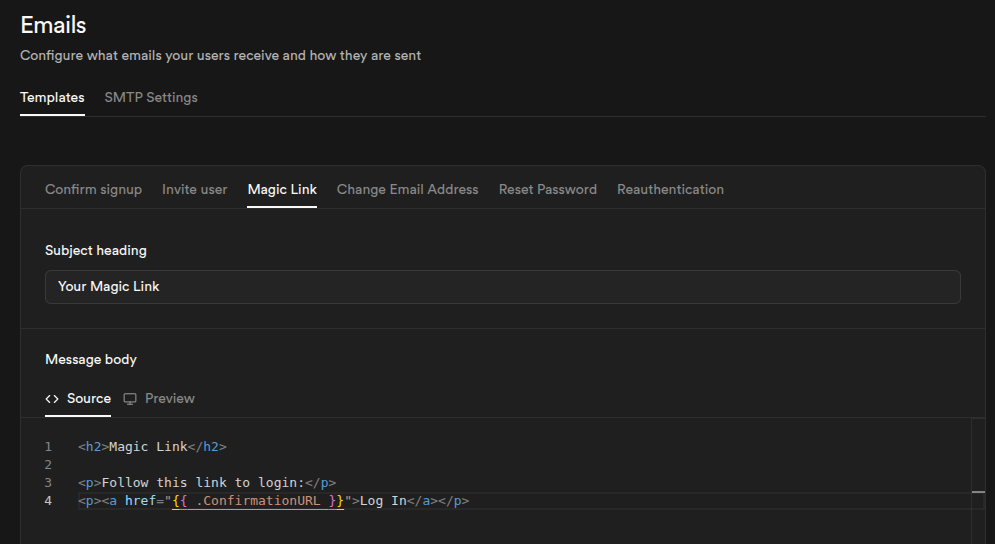 Emails
Configure what emails your users receive and how they are sent
Templates SMTP Settings
Confirm signup Invite user Magic Link Change Email Address Reset Password Reauthentication
Subject heading
Your Magic Link
Message body
<> Source Preview
1 <h2>Magic Link</h2>
2
3 <p>Follow this link to login:</p>
4 <p><a href="{{ .ConfirmationURL }}">Log In</a></p>